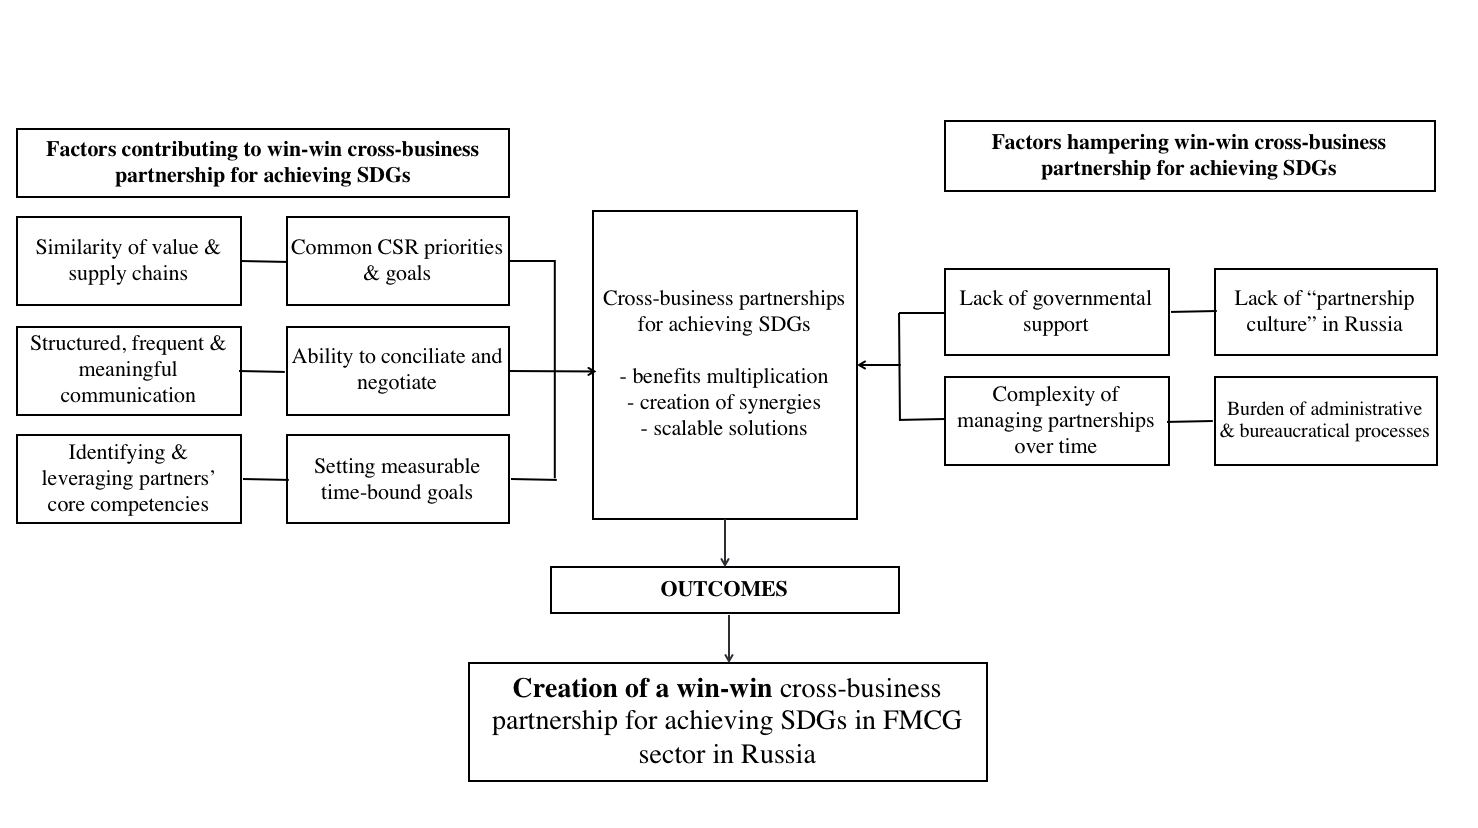 Factors contributing to win-win cross-business
partnership for achieving SDGs
Similarity of value &
supply chains
Common CSR priorities
& goals
Structured, frequent &
meaningful
communication
Ability to conciliate and
negotiate
Identifying &
leveraging partners’
core competencies
Setting measurable
time-bound goals
Cross-business partnerships
for achieving SDGs
- benefits multiplication
- creation of synergies
- scalable solutions
Factors hampering win-win cross-business
partnership for achieving SDGs
Lack of governmental
support
Lack of “partnership
culture” in Russia
Complexity of
managing partnerships
over time
Burden of administrative
& bureaucratical processes
OUTCOMES
Creation of a win-win cross-business
partnership for achieving SDGs in FMCG
sector in Russia